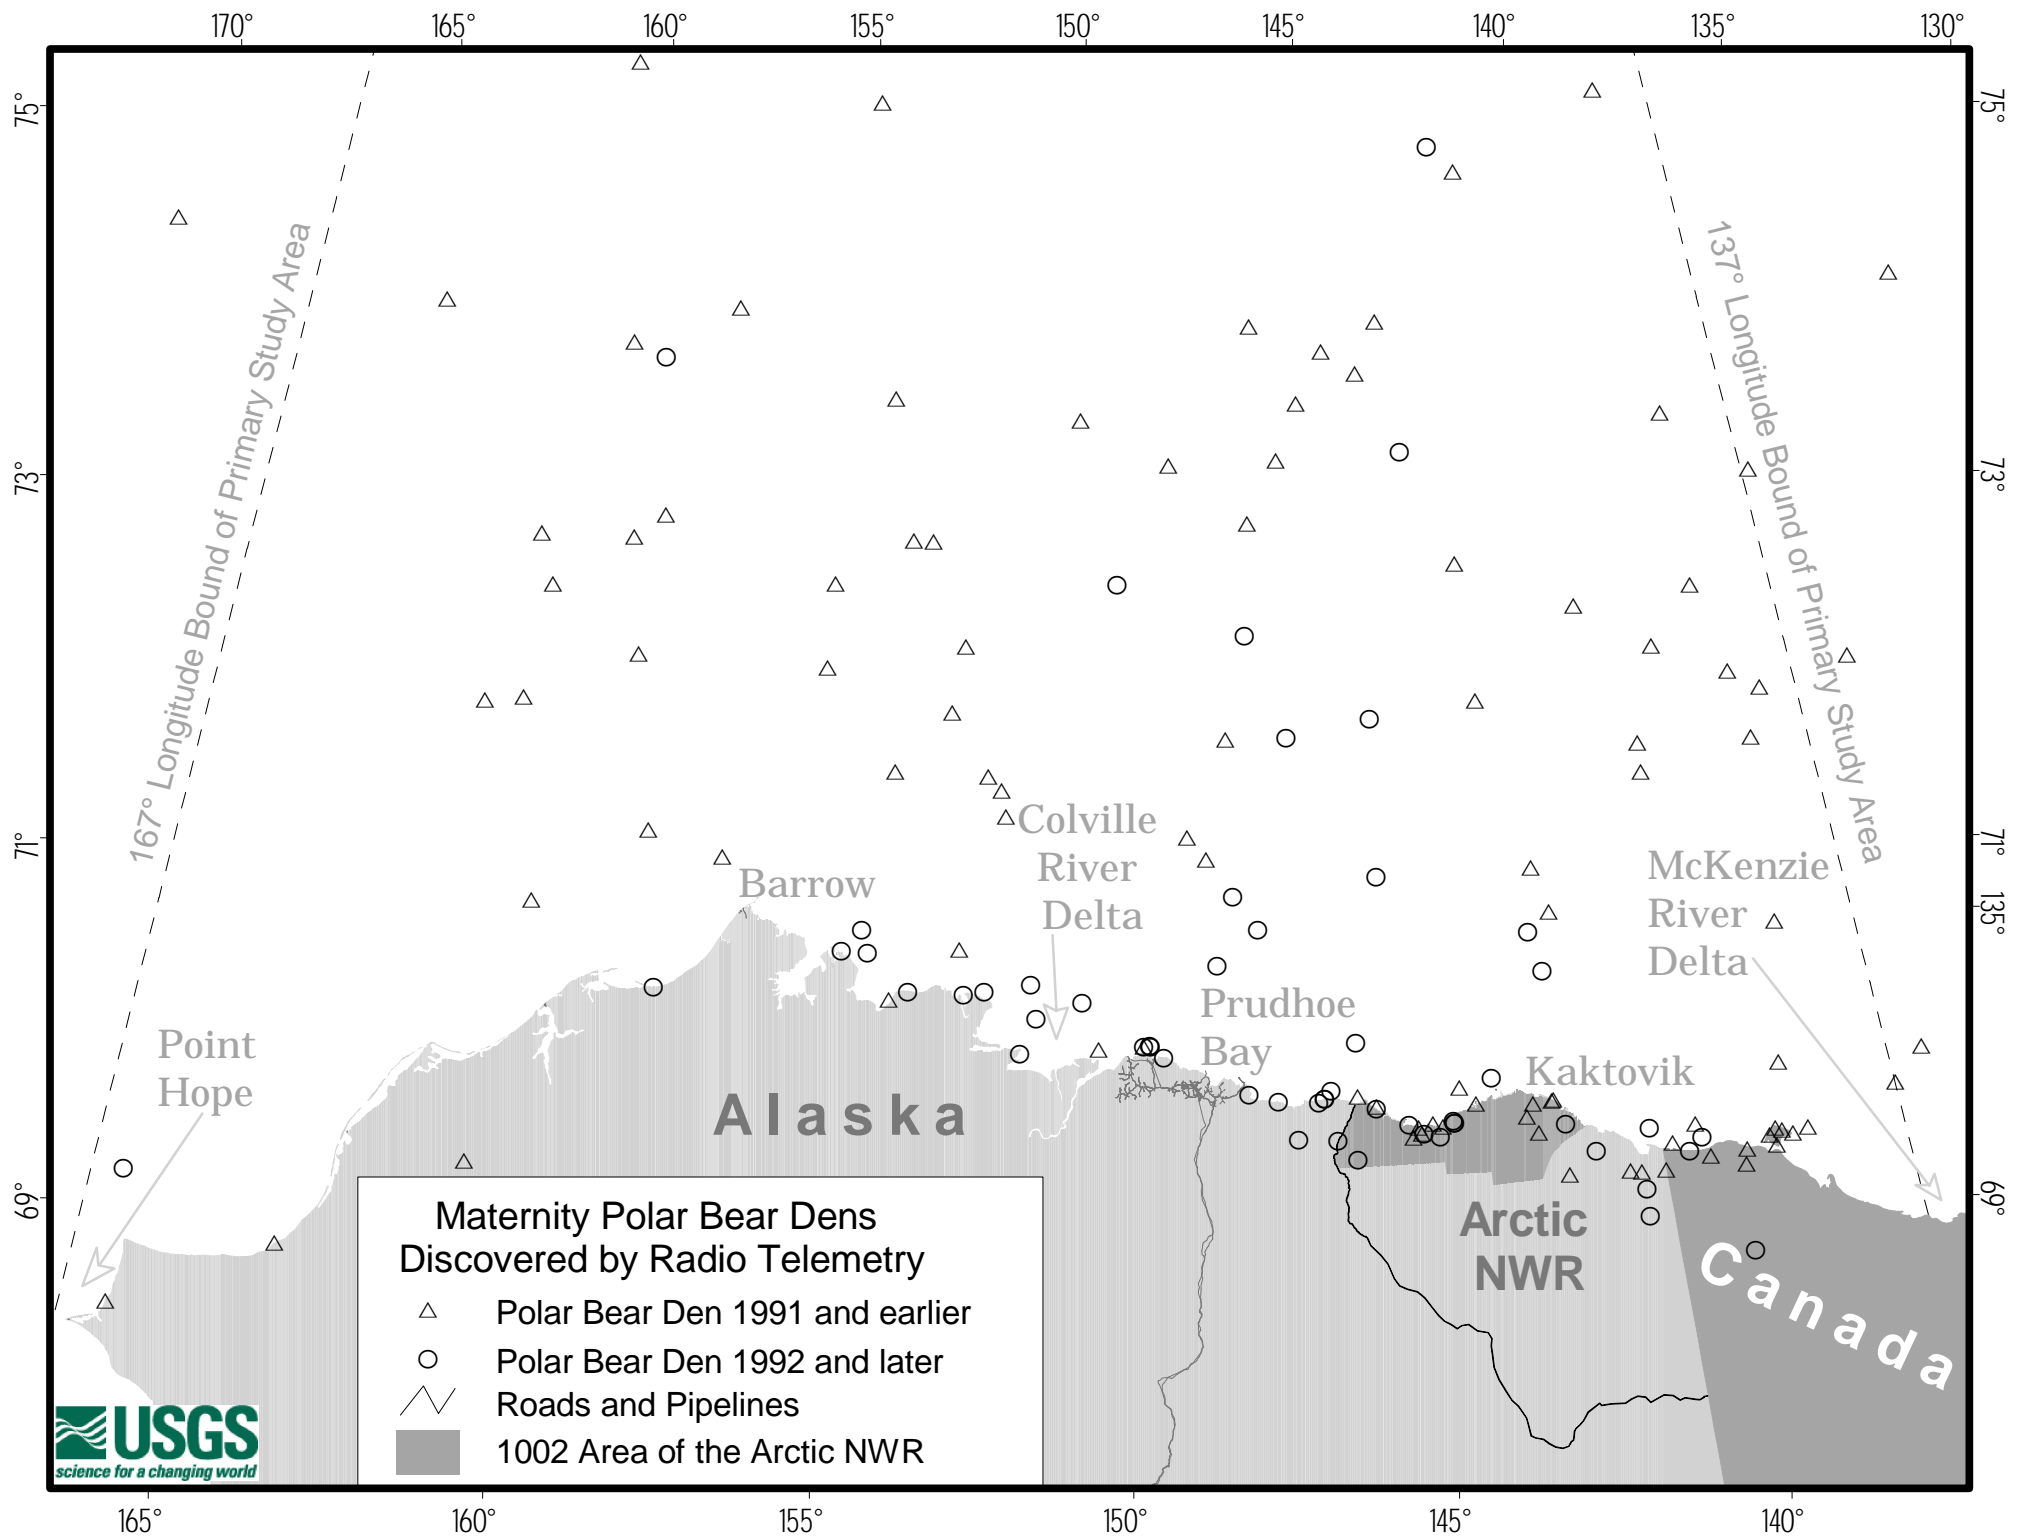 170° 165° 160° 155° 150° 145° 140° 135° 130°
75° 75°
167° Longitude Bound of Primary Study Area
137° Longitude Bound of Primary Study Area
73° 73°
71° 71°
135°
69° 69°
Barrow
Colville
River
Delta
McKenzie
River
Delta
Prudhoe
Bay
Kaktovik
Point
Hope
Alaska
Arctic
NWR
Canada
Maternity Polar Bear Dens
Discovered by Radio Telemetry
Polar Bear Den 1991 and earlier
Polar Bear Den 1992 and later
Roads and Pipelines
1002 Area of the Arctic NWR
USGS
science for a changing world
165° 160° 155° 150° 145° 140°